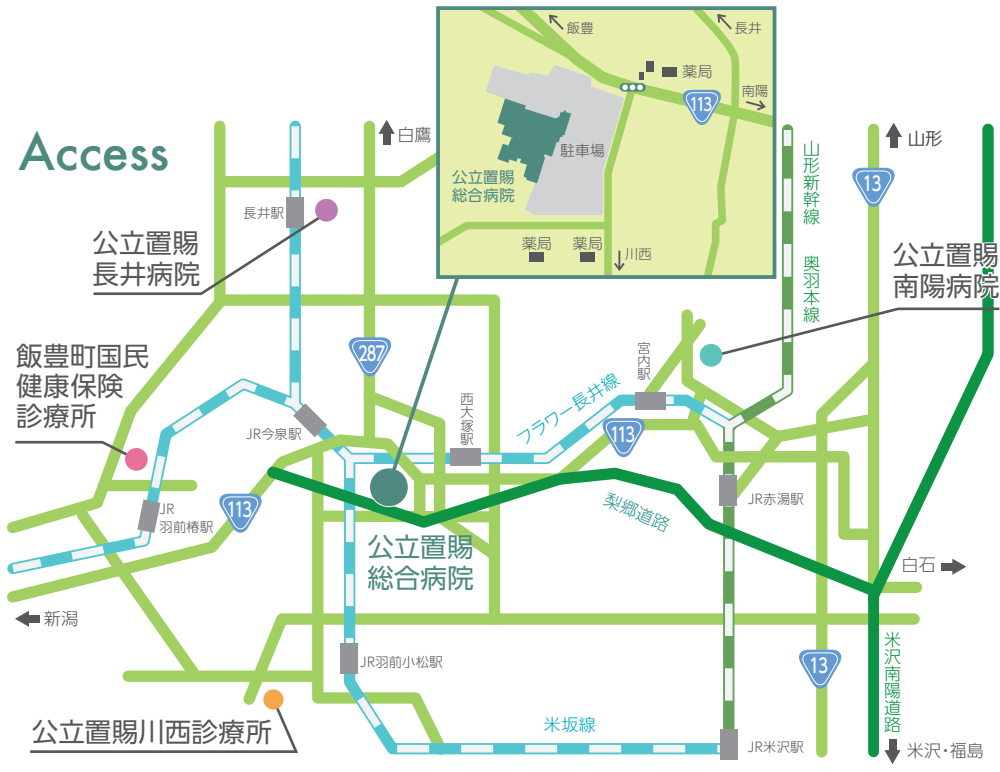 Access
飯豊
長井
薬局
南陽
113
駐車場
公立置賜
総合病院
薬局
薬局
川西
白鷹
山形
山形新幹線
奥羽本線
13
長井駅
公立置賜
長井病院
公立置賜
南陽病院
飯豊町国民
健康保険
診療所
287
宮内駅
西大塚駅
フラワー長井線
JR今泉駅
113
JR
羽前椿駅
113
梨郷道路
JR赤湯駅
公立置賜
総合病院
白石
新潟
JR羽前小松駅
13
米沢南陽道路
公立置賜川西診療所
米坂線
JR米沢駅
米沢・福島